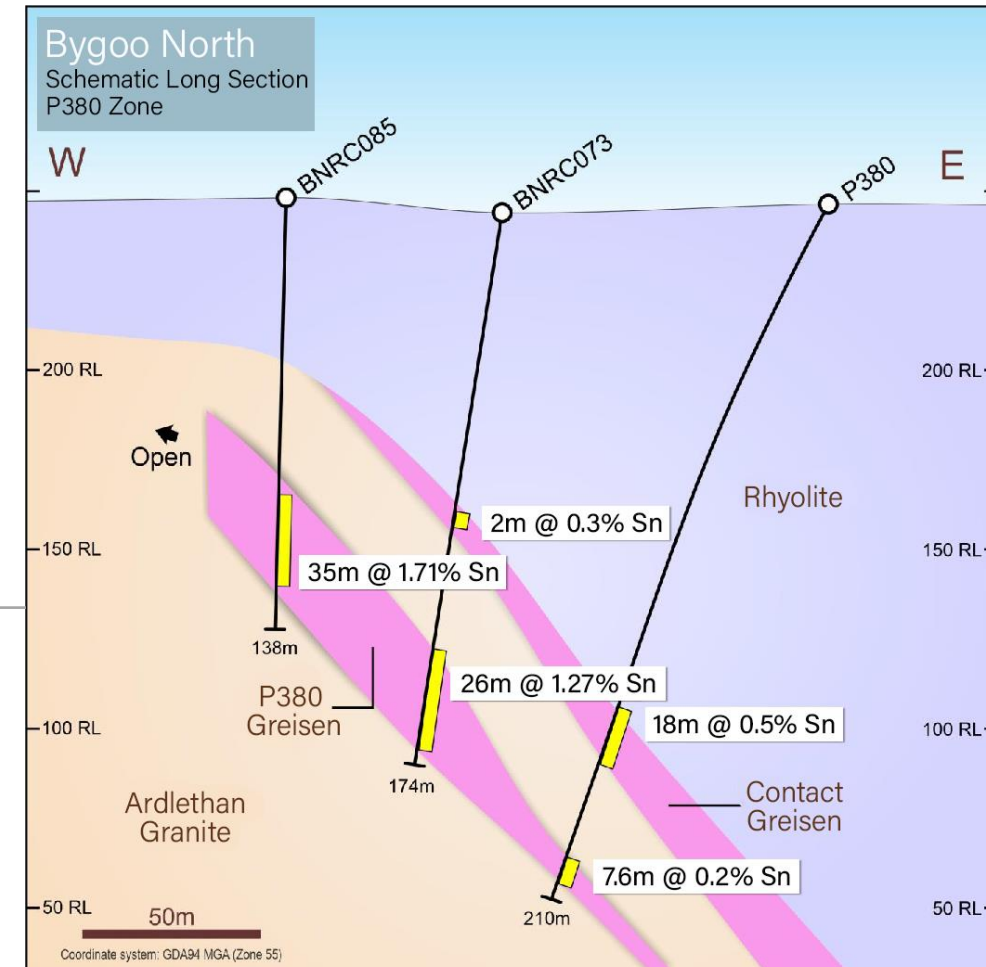 Bygoo North
Schematic Long Section
P380 Zone
W
BNRC085
BNRC073
P380
E
200 RL
200 RL
Open
Rhyolite
2m @ 0.3% Sn
150 RL
150 RL
35m @ 1.71% Sn
138m
P380
Greisen
26m @ 1.27% Sn
18m @ 0.5% Sn
100 RL
100 RL
174m
Ardlethan
Granite
Contact
Greisen
7.6m @ 0.2% Sn
50 RL
50 RL
210m
50m
Coordinate system: GDA94 MGA (Zone 55)